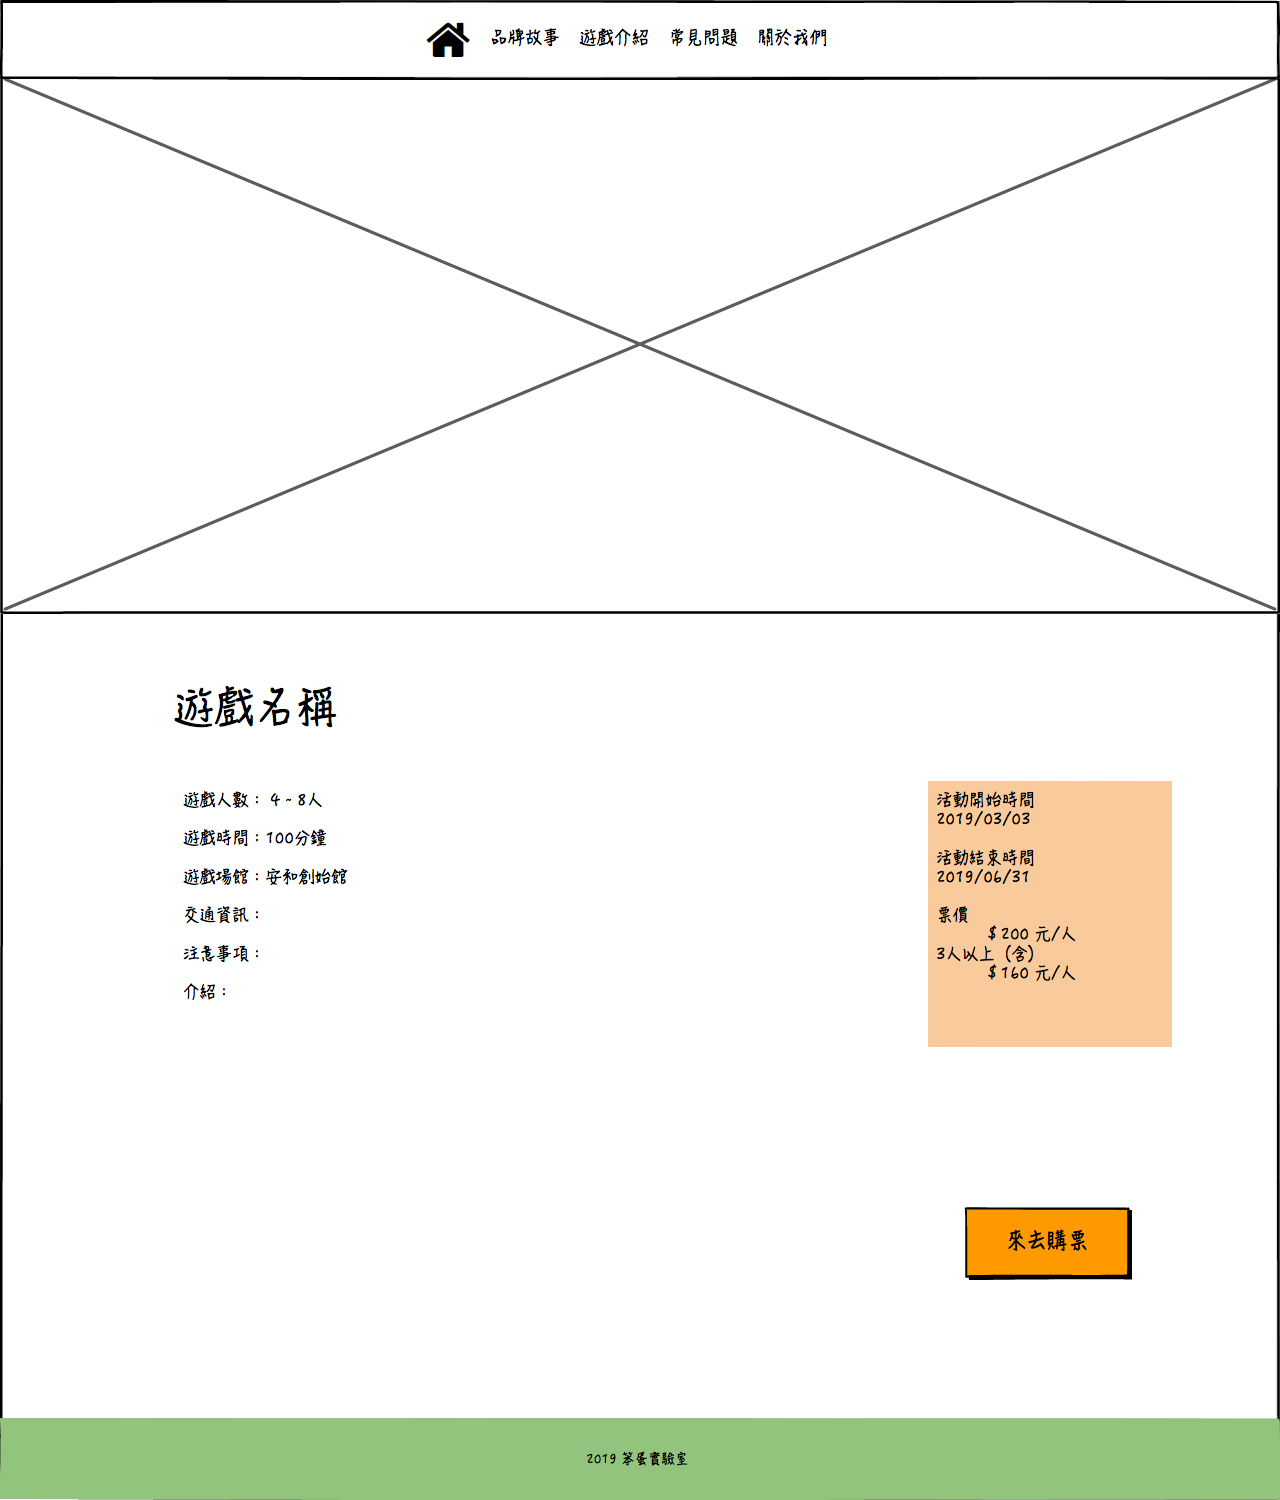 品牌故事 遊戲介紹 常見問題 關於我們
遊戲名稱
遊戲人數： 4 ~ 8人
遊戲時間：100分鐘
遊戲場館：安和創始館
交通資訊：
注意事項：
介紹：
活動開始時間
2019/03/03
活動結束時間
2019/06/31
票價
$ 200 元/人
3人以上（含）
$ 160 元/人
來去購票
2019 笨蛋實驗室